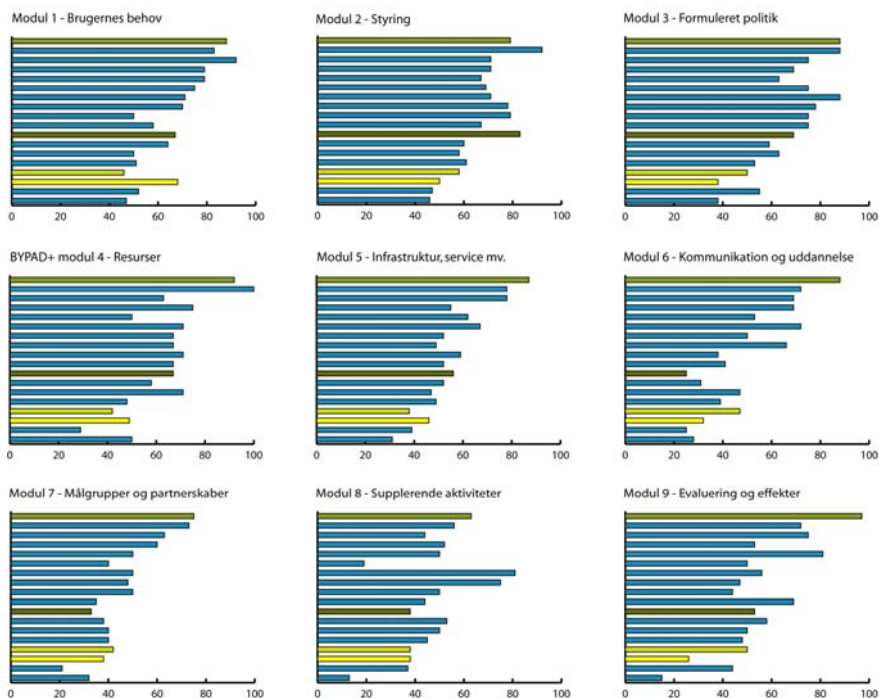 Modul 1 - Brugernes behov
Modul 2 - Styring
Modul 3 - Formuleret politik
0 20 40 60 80 100
0 20 40 60 80 100
0 20 40 60 80 100
BYPAD+ modul 4 - Resurser
Modul 5 - Infrastruktur, service mv.
Modul 6 - Kommunikation og uddannelse
0 20 40 60 80 100
0 20 40 60 80 100
0 20 40 60 80 100
Modul 7 - Målgrupper og partnerskaber
Modul 8 - Supplerende aktiviteter
Modul 9 - Evaluering og effekter
0 20 40 60 80 100
0 20 40 60 80 100
0 20 40 60 80 100